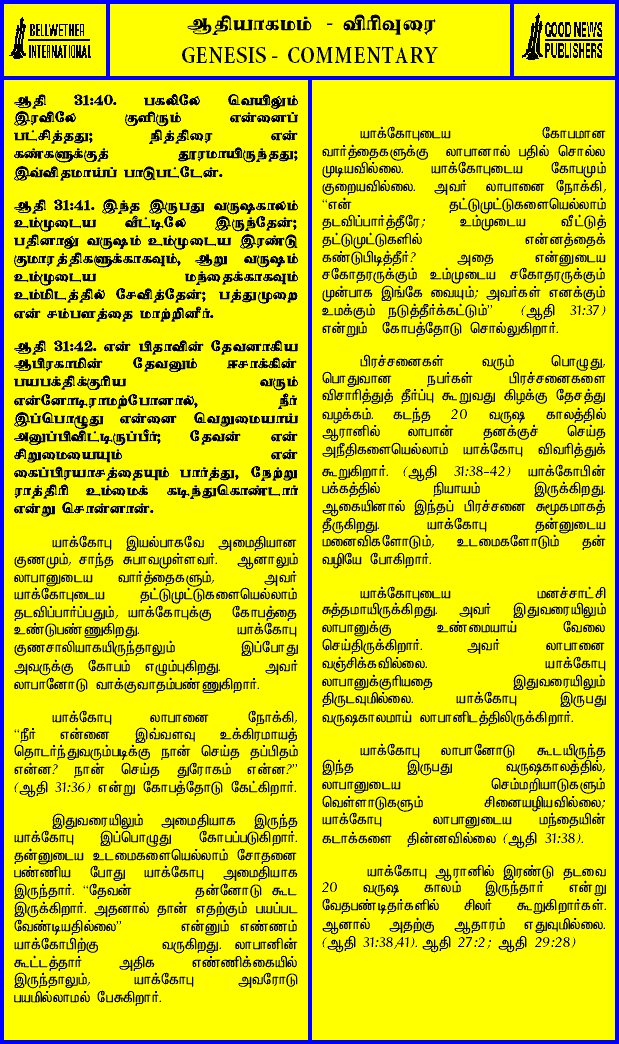 BELLWETHER
INTERNATIONAL
ஆதியாகமம் - விரிவுரை
GENESIS - COMMENTARY
GOOD NEWS
PUBLISHERS
ஆதி 31:40. பகலிலே வெயிலும்
இரவிலே குளிரும் என்னைப்
பட்சித்தது; நித்திரை என்
கண்களுக்குத் தூரமாயிருந்தது;
இவ்விதமாய்ப் பாடுபட்டேன்.
ஆதி 31:41. இந்த இருபது வருஷகாலம்
உம்முடைய வீட்டிலே இருந்தேன்;
பதினாலு வருஷம் உம்முடைய இரண்டு
குமாரத்திகளுக்காகவும், ஆறு வருஷம்
உம்முடைய மந்தைக்காகவும்
உம்மிடத்தில் சேவித்தேன்; பத்துமுறை
என் சம்பளத்தை மாற்றினீர்.
ஆதி 31:42. என் பிதாவின் தேவனாகிய
ஆபிரகாமின் தேவனும் ஈசாக்கின்
பயபக்திக்குரிய வரும்
என்னோடிராமற்போனால், நீர்
இப்பொழுது என்னை வெறுமையாய்
அனுப்பிவிட்டிருப்பீர்; தேவன் என்
சிறுமையையும் என்
கைப்பிரயாசத்தையும் பார்த்து, நேற்று
ராத்திரி உம்மைக் கடிந்துகொண்டார்
என்று சொன்னான்.
யாக்கோபு இயல்பாகவே அமைதியான
குணமும், சாந்த சுபாவமுள்ளவர். ஆனாலும்
லாபானுடைய வார்த்தைகளும், அவர்
யாக்கோபுடைய தட்டுமுட்டுகளையெல்லாம்
தடவிப்பார்ப்பதும், யாக்கோபுக்கு கோபத்தை
உண்டுபண்ணுகிறது. யாக்கோபு
குணசாலியாகயிருந்தாலும் இப்போது
அவருக்கு கோபம் எழும்புகிறது. அவர்
லாபானோடு வாக்குவாதம்பண்ணுகிறார்.
யாக்கோபு லாபானை நோக்கி,
“நீர் என்னை இவ்வளவு உக்கிரமாயத்
தொடர்ந்துவரும்படிக்கு நான் செய்த தப்பிதம்
என்ன? நான் செய்த துரோகம் என்ன?”
(ஆதி 31:36) என்று கோபத்தோடு கேட்கிறார்.
இதுவரையிலும் அமைதியாக இருந்த
யாக்கோபு இப்பொழுது கோபப்படுகிறார்.
தன்னுடைய உடமைகளையெல்லாம் சோதனை
பண்ணிய போது யாக்கோபு அமைதியாக
இருந்தார். “தேவன் தன்னோடு கூட
இருக்கிறார். அதனால் தான் எதற்கும் பயப்பட
வேண்டியதில்லை” என்னும் எண்ணம்
யாக்கோபிற்கு வருகிறது. லாபானின்
கூட்டத்தார் அதிக எண்ணிக்கையில்
இருந்தாலும், யாக்கோபு அவரோடு
பயமில்லாமல் பேசுகிறார்.
யாக்கோபுடைய கோபமான
வார்த்தைகளுக்கு லாபானால் பதில் சொல்ல
முடியவில்லை. யாக்கோபுடைய கோபமும்
குறையவில்லை. அவர் லாபானை நோக்கி,
“என் தட்டுமுட்டுகளையெல்லாம்
தடவிப்பார்த்தீரே; உம்முடைய வீட்டுத்
தட்டுமுட்டுகளில் என்னத்தைக்
கண்டுபிடித்தீர்? அதை என்னுடைய
சகோதரருக்கும் உம்முடைய சகோதரருக்கும்
முன்பாக இங்கே வையும்; அவர்கள் எனக்கும்
உமக்கும் நடுத்தீர்க்கட்டும்” (ஆதி 31:37)
என்றும் கோபத்தோடு சொல்லுகிறார்.
பிரச்சனைகள் வரும் பொழுது,
பொதுவான நபர்கள் பிரச்சனைகளை
விசாரித்துத் தீர்ப்பு கூறுவது கிழக்கு தேசத்து
வழக்கம். கடந்த 20 வருஷ காலத்தில்
ஆரானில் லாபான் தனக்குச் செய்த
அநீதிகளையெல்லாம் யாக்கோபு விவரித்துக்
கூறுகிறார். (ஆதி 31:38-42) யாக்கோபின்
பக்கத்தில் நியாயம் இருக்கிறது.
ஆகையினால் இந்தப் பிரச்சனை சுமூகமாகத்
தீருகிறது. யாக்கோபு தன்னுடைய
மனைவிகளோடும், உடமைகளோடும் தன்
வழியே போகிறார்.
யாக்கோபுடைய மனச்சாட்சி
சுத்தமாயிருக்கிறது. அவர் இதுவரையிலும்
லாபானுக்கு உண்மையாய் வேலை
செய்திருக்கிறார். அவர் லாபானை
வஞ்சிக்கவில்லை. யாக்கோபு
லாபானுக்குரியதை இதுவரையிலும்
திருடவுமில்லை. யாக்கோபு இருபது
வருஷகாலமாய் லாபானிடத்திலிருக்கிறார்.
யாக்கோபு லாபானோடு கூடயிருந்த
இந்த இருபது வருஷகாலத்தில்,
லாபானுடைய செம்மறியாடுகளும்
வெள்ளாடுகளும் சினையழியவில்லை;
யாக்கோபு லாபானுடைய மந்தையின்
கடாக்களை தின்னவில்லை (ஆதி 31:38).
யாக்கோபு ஆரானில் இரண்டு தடவை
20 வருஷ காலம் இருந்தார் என்று
வேதபண்டிதர்களில் சிலர் கூறுகிறார்கள்.
ஆனால் அதற்கு ஆதாரம் எதுவுமில்லை.
(ஆதி 31:38,41). ஆதி 27:2 ; ஆதி 29:28)